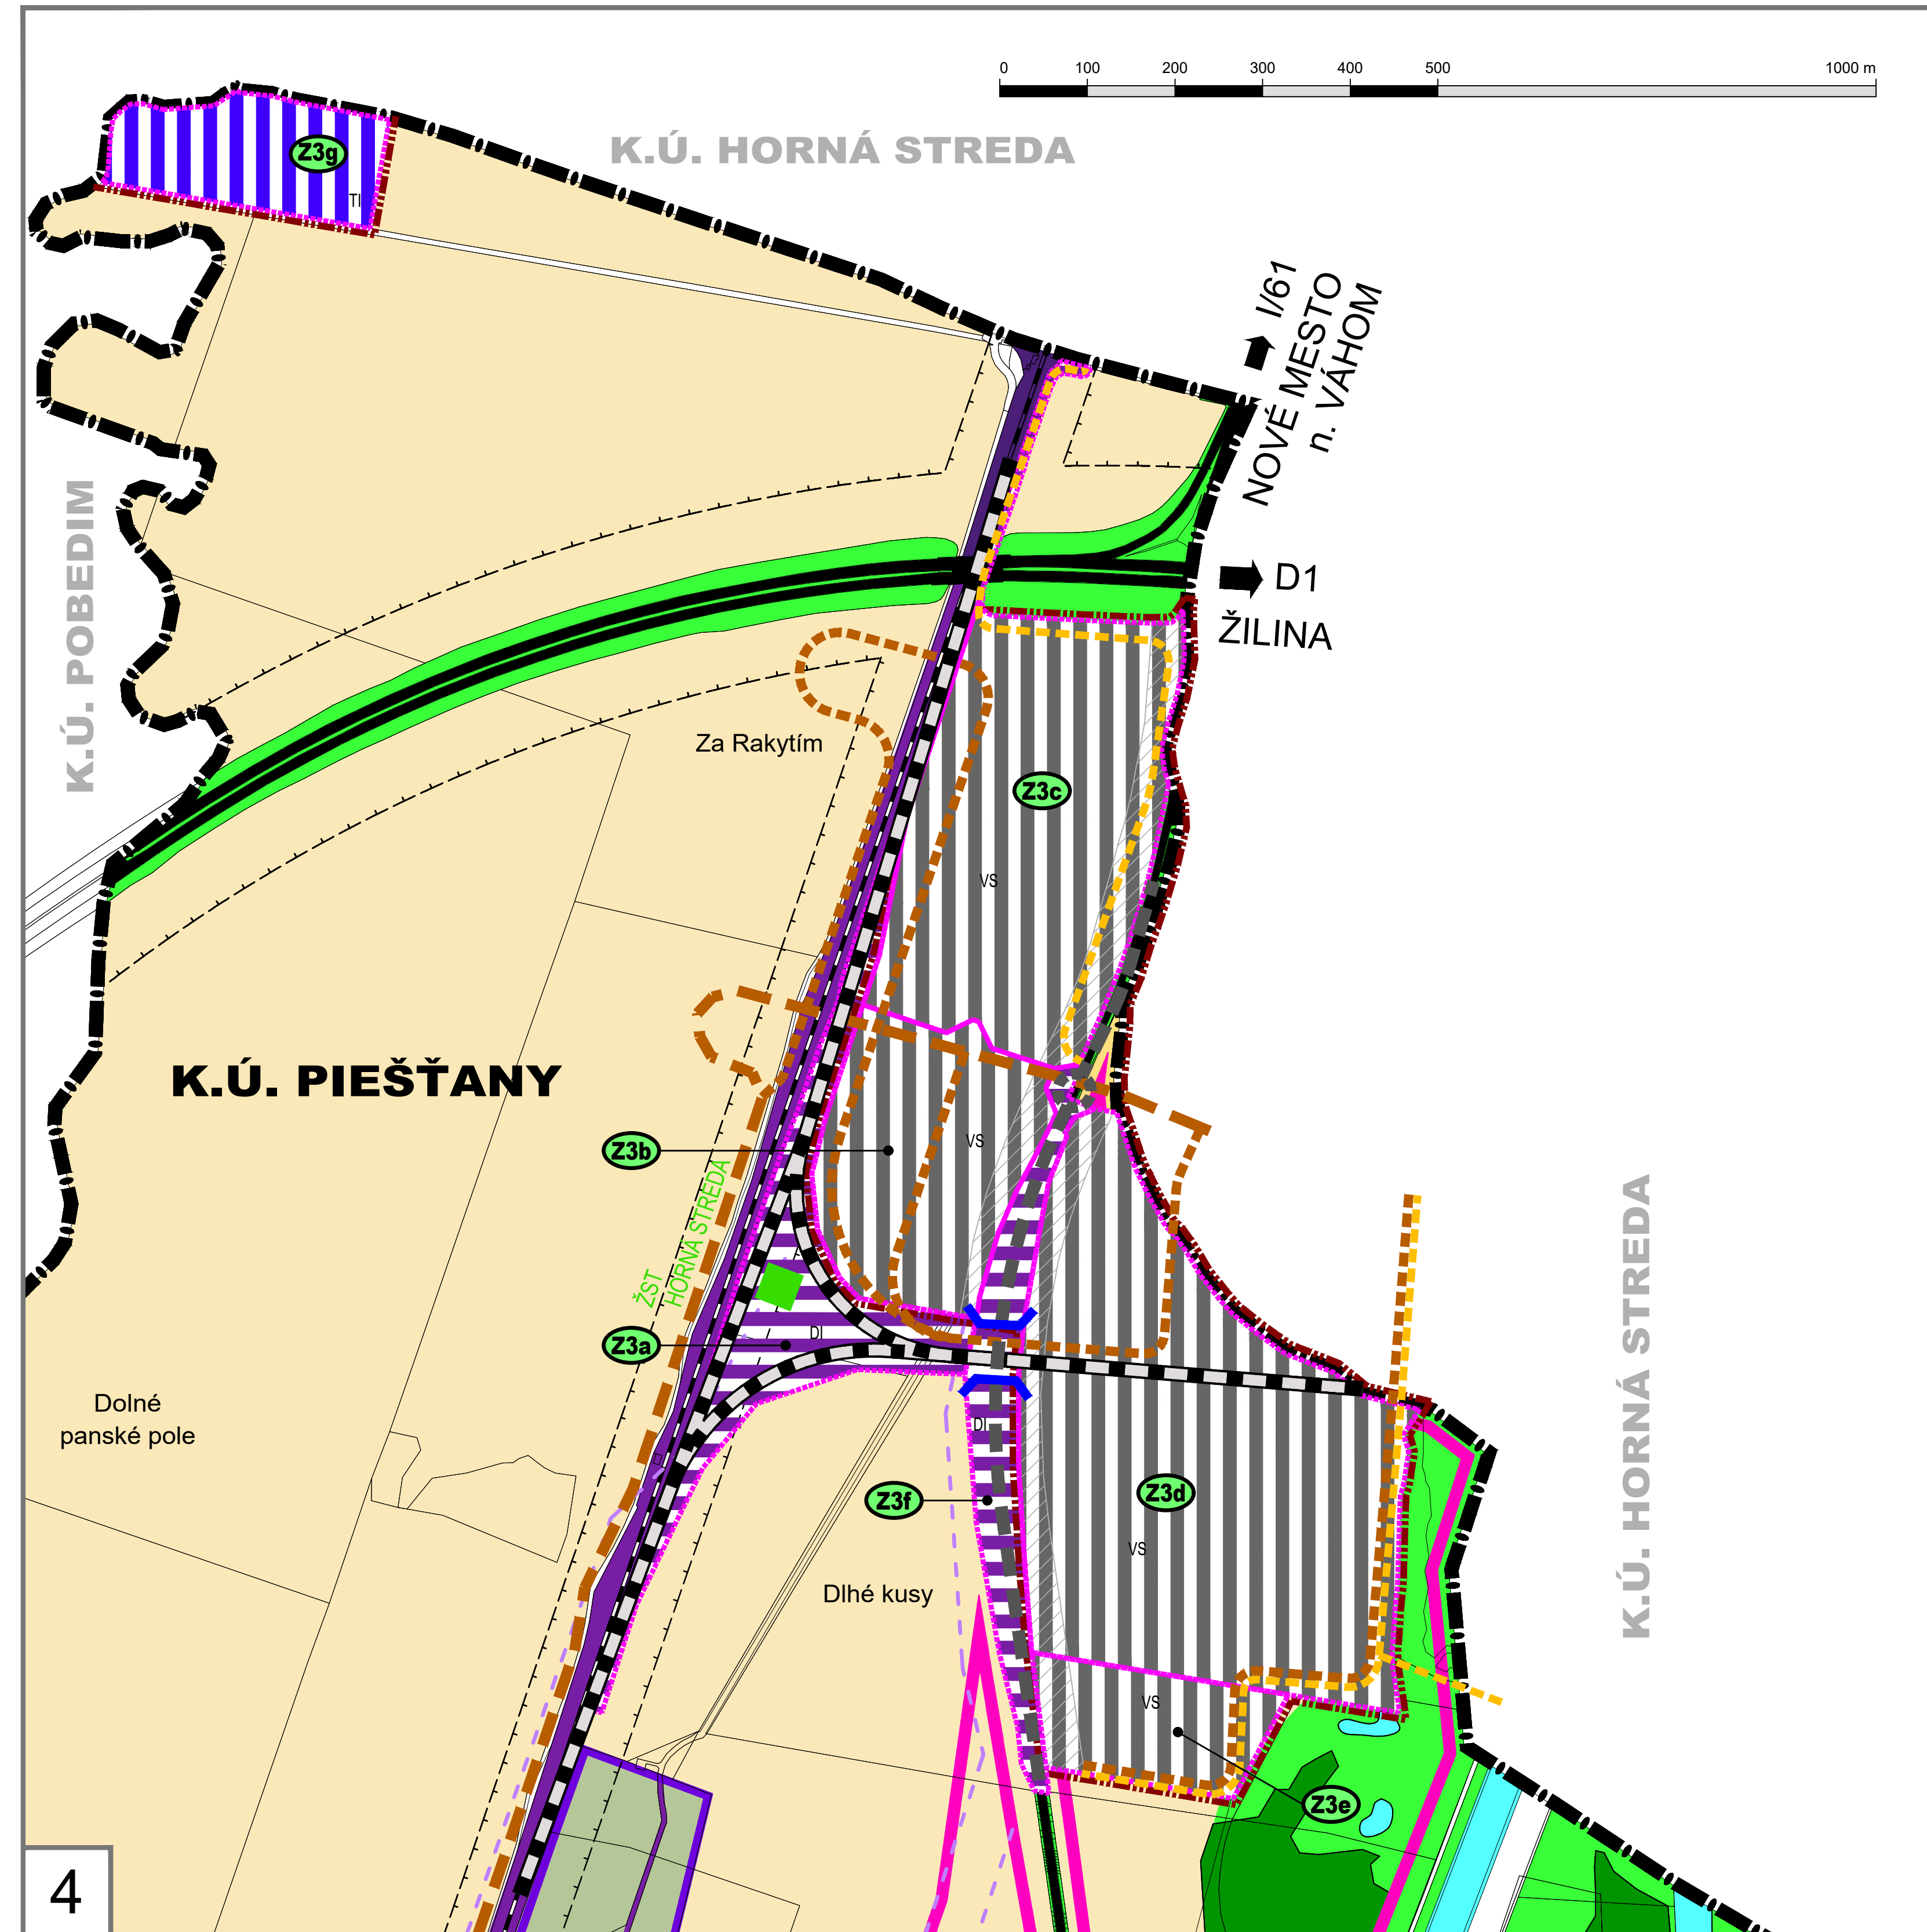 0 100 200 300 400 500 1000 m
K.Ú. HORNÁ STREDA
Z3g
TI
I/61
NOVÉ MESTO
n. VÁHOM
D1
ŽILINA
K.Ú. POBEDIM
Za Rakytím
Z3c
VS
K.Ú. PIEŠŤANY
Z3b
VS
ŽST
HORNÁ STREDA
Z3a
DI
K.Ú. HORNÁ STREDA
Dolné
panské pole
DI
Z3f
Z3d
VS
Dlhé kusy
VS
Z3e
4